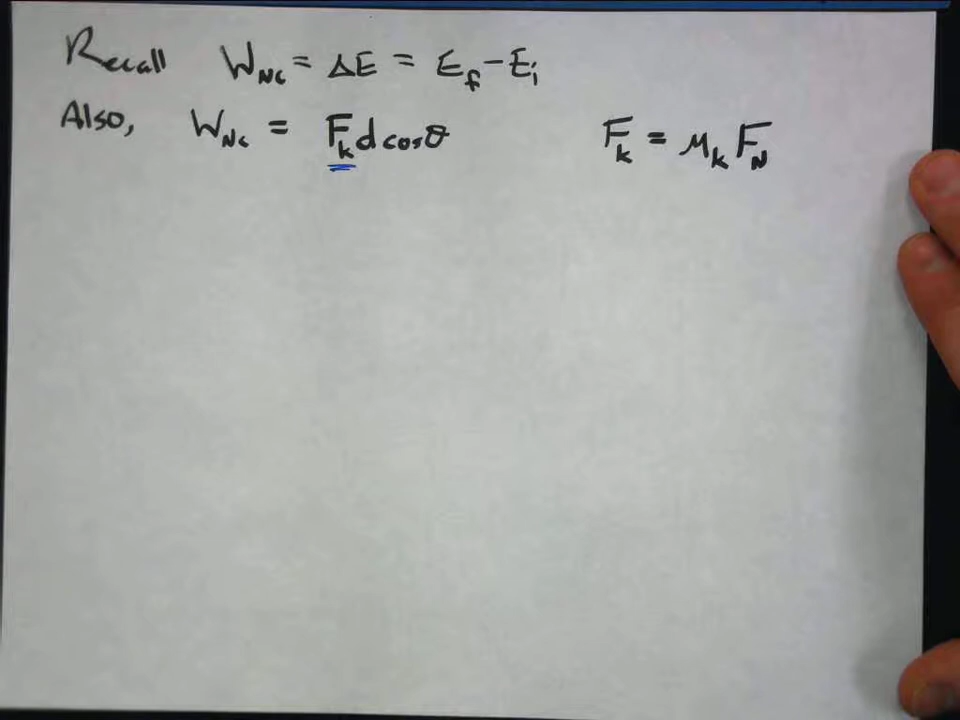 Recall W_NC = ΔE = E_f - E_i
Also, W_NC = F_k d cosθ F_k = μ_k F_N